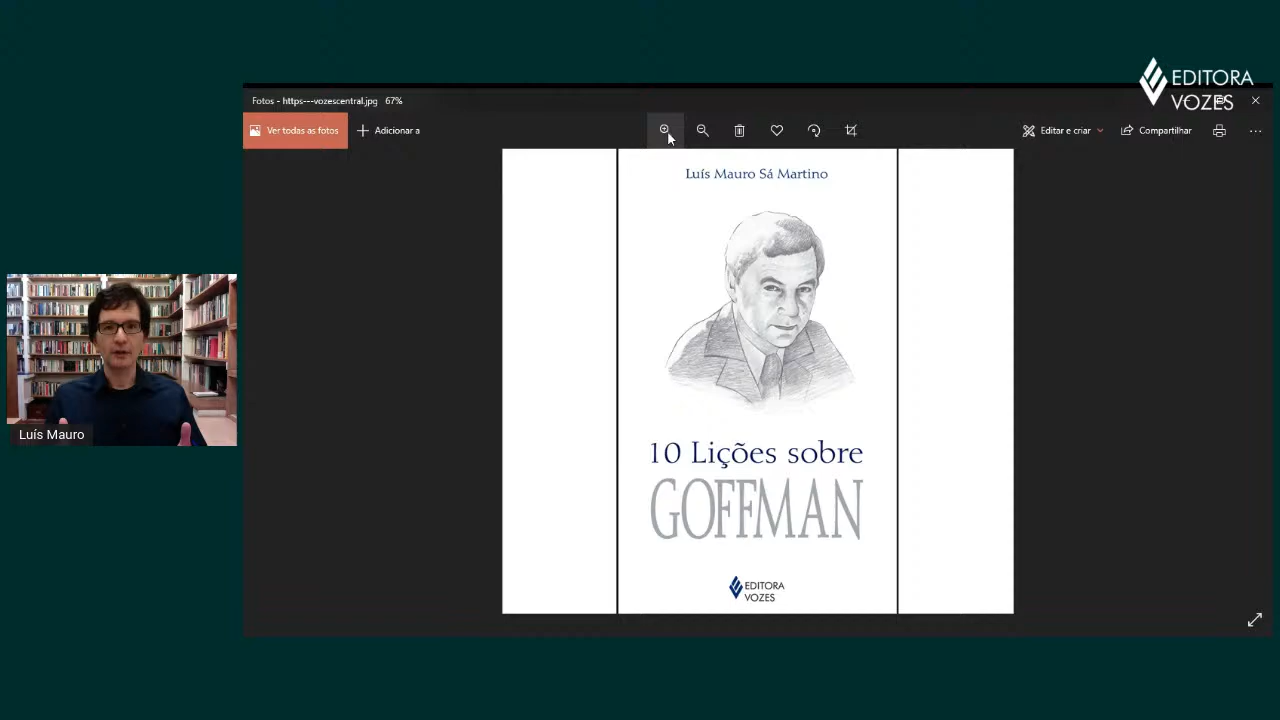 EDITORA
VOZES
Fotos - https---vozescentral.jpg 67%
Ver todas as fotos
Adicionar a
Editar e criar
Compartilhar
Luís Mauro Sá Martino
10 Lições sobre
GOFFMAN
EDITORA
VOZES
Luís Mauro